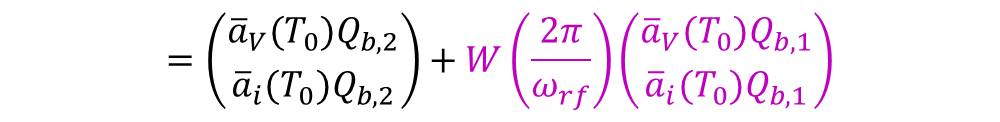 = (ā_V(T_0)Q_{b,2} ā_i(T_0)Q_{b,2}) + W (2π/ω_{rf}) (ā_V(T_0)Q_{b,1} ā_i(T_0)Q_{b,1})